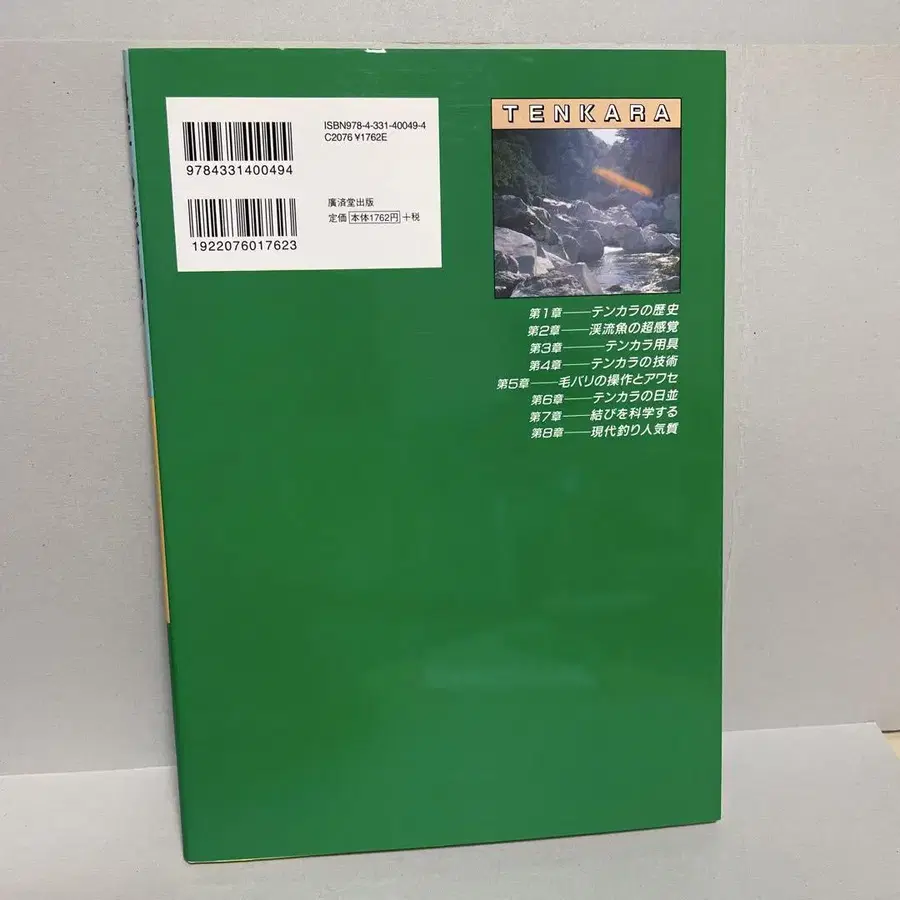 ISBN978-4-331-40049-4
C2076 ¥1762E
9784331400494
廣済堂出版
定価 本体1762円 +税
1922076017623
TENKARA
第1章——テンカラの歴史
第2章——渓流魚の超感覚
第3章——テンカラ用具
第4章——テンカラの技術
第5章——毛バリの操作とアワセ
第6章——テンカラの日並
第7章——結びを科学する
第8章——現代釣り人気質